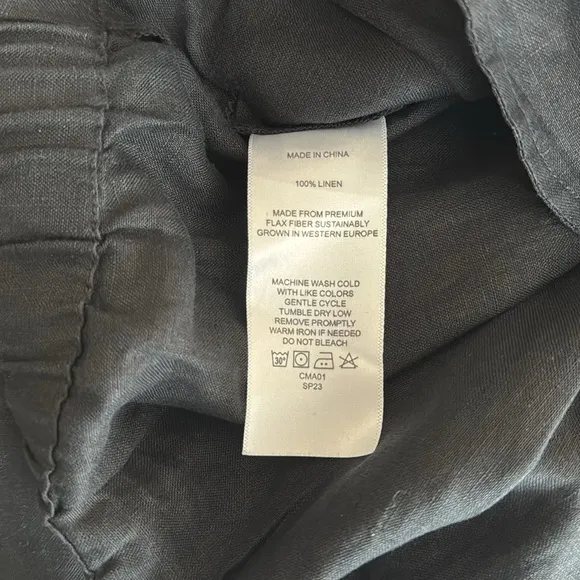 MADE IN CHINA
100% LINEN
MADE FROM PREMIUM
FLAX FIBER SUSTAINABLY
GROWN IN WESTERN EUROPE
MACHINE WASH COLD
WITH LIKE COLORS
GENTLE CYCLE
TUMBLE DRY LOW
REMOVE PROMPTLY
WARM IRON IF NEEDED
DO NOT BLEACH
30°
CMA01
SP23